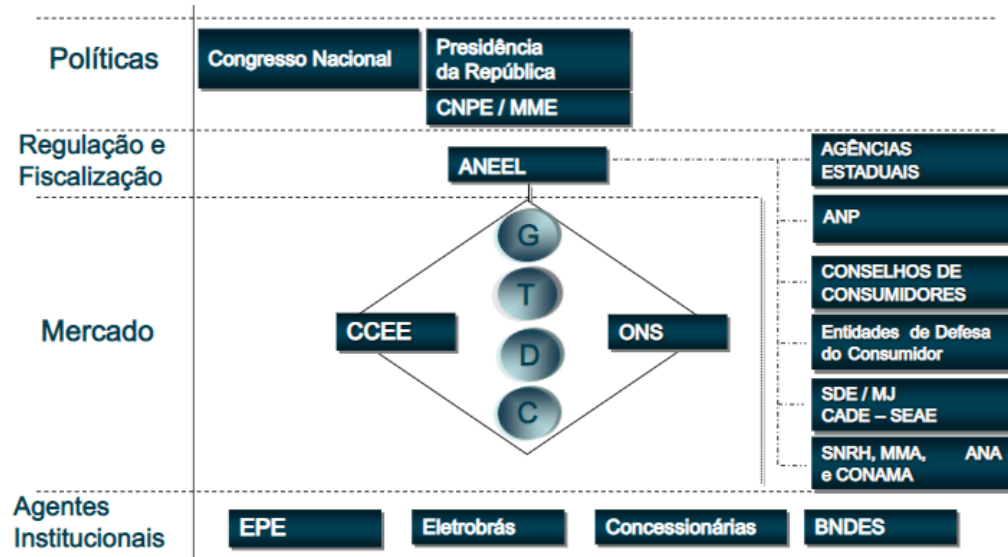 Políticas
Congresso Nacional
Presidência
da República
CNPE / MME
Regulação e
Fiscalização
ANEEL
AGÊNCIAS
ESTADUAIS
ANP
CONSELHOS DE
CONSUMIDORES
Entidades de Defesa
do Consumidor
SDE / MJ
CADE – SEAE
SNRH, MMA, ANA
e CONAMA
Mercado
G
T
D
C
CCEE
ONS
Agentes
Institucionais
EPE
Eletrobrás
Concessionárias
BNDES